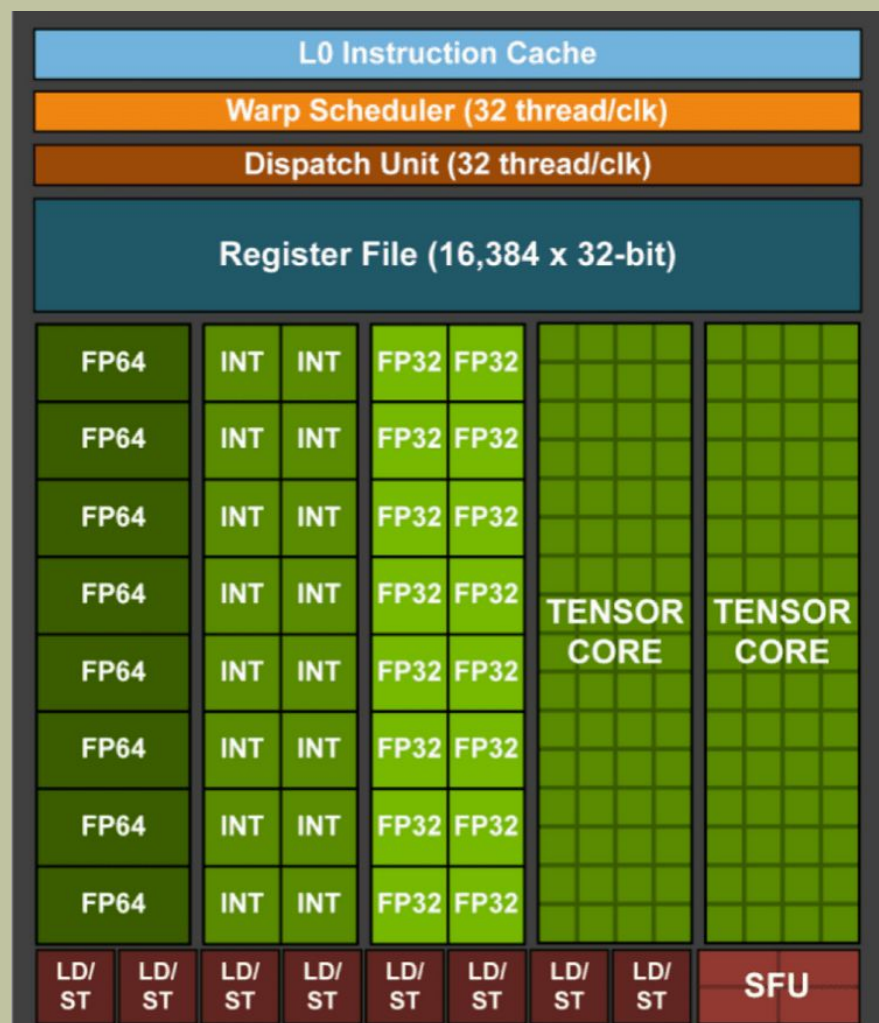 L0 Instruction Cache
Warp Scheduler (32 thread/clk)
Dispatch Unit (32 thread/clk)
Register File (16,384 x 32-bit)
FP64 INT INT FP32 FP32
FP64 INT INT FP32 FP32
FP64 INT INT FP32 FP32
FP64 INT INT FP32 FP32
TENSOR CORE TENSOR CORE
FP64 INT INT FP32 FP32
FP64 INT INT FP32 FP32
FP64 INT INT FP32 FP32
FP64 INT INT FP32 FP32
LD/ST LD/ST LD/ST LD/ST LD/ST LD/ST LD/ST LD/ST SFU